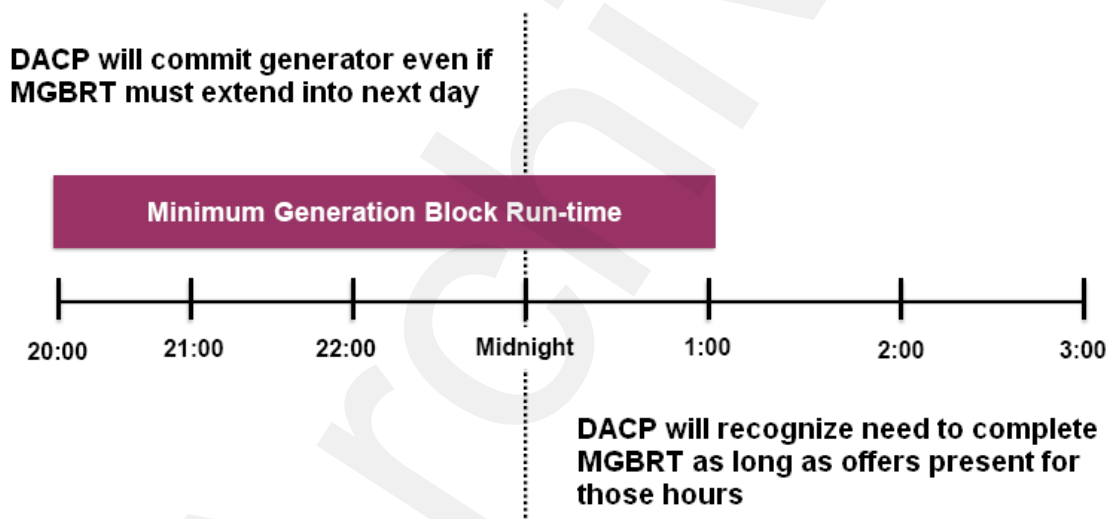 DACP will commit generator even if
MGBRT must extend into next day
Minimum Generation Block Run-time
20:00 21:00 22:00 Midnight 1:00 2:00 3:00
DACP will recognize need to complete
MGBRT as long as offers present for
those hours